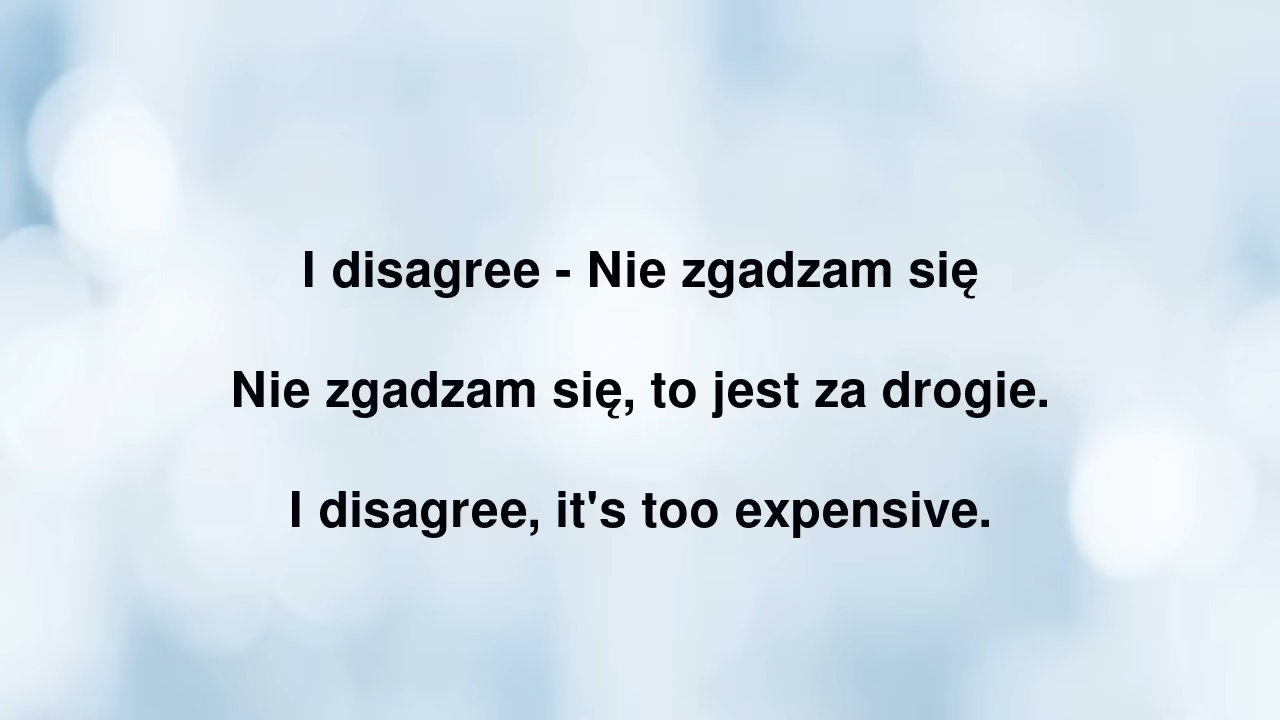 I disagree - Nie zgadzam się
Nie zgadzam się, to jest za drogie.
I disagree, it's too expensive.